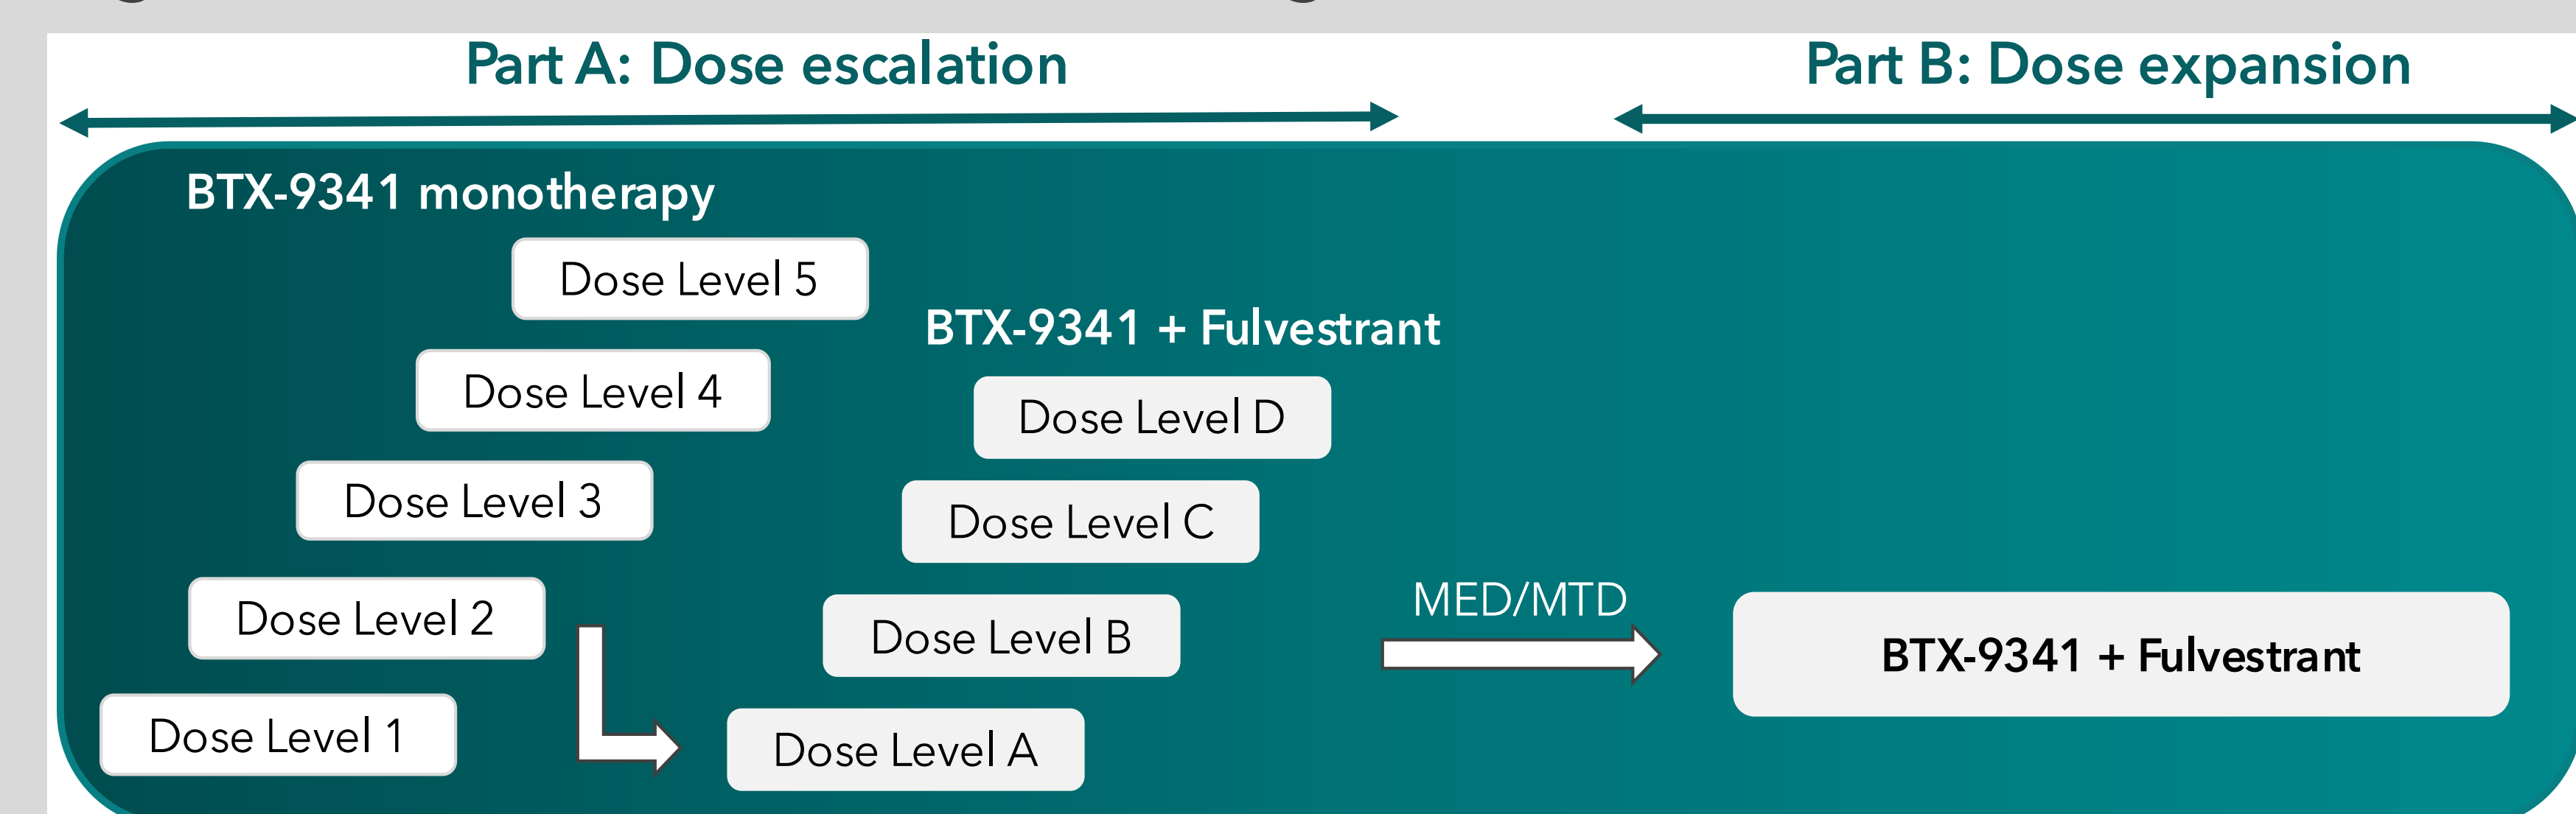 Part A: Dose escalation
Part B: Dose expansion
BTX-9341 monotherapy
Dose Level 5
Dose Level 4
Dose Level 3
Dose Level 2
Dose Level 1
BTX-9341 + Fulvestrant
Dose Level D
Dose Level C
Dose Level B
Dose Level A
MED/MTD
BTX-9341 + Fulvestrant